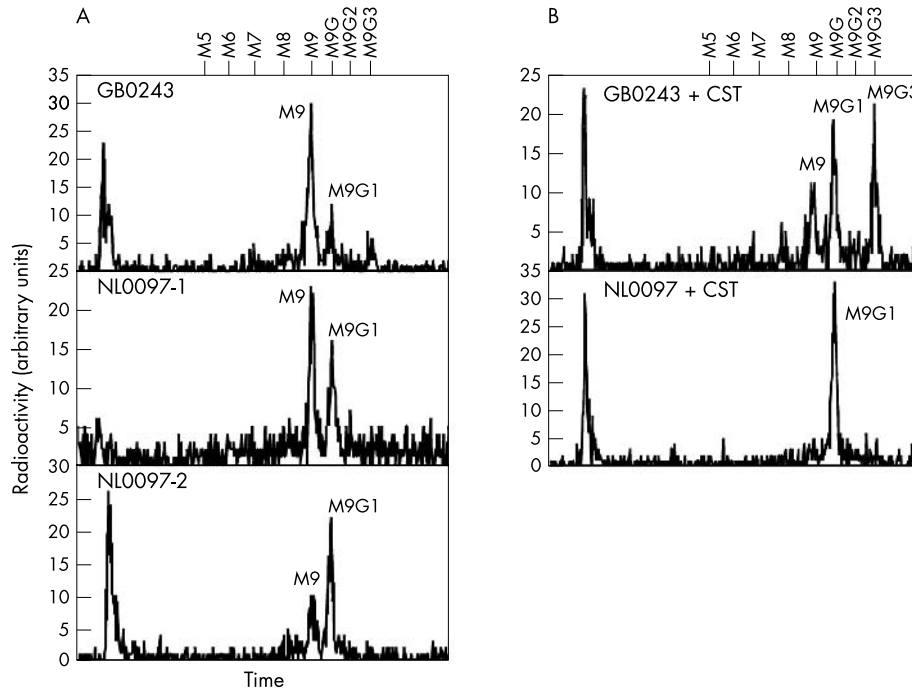 A
M5 M6 M7 M8 M9 M9G M9G2 M9G3
Radioactivity (arbitrary units)
35
30
25
20
15
10
5
GB0243
M9
M9G1
25
20
15
10
5
NL0097-1
M9
M9G1
30
25
20
15
10
5
0
NL0097-2
M9
M9G1
Time
B
M5 M6 M7 M8 M9 M9G1 M9G2 M9G3
35
30
25
20
15
10
5
GB0243 + CST
M9
M9G1
M9G3
35
30
25
20
15
10
5
0
NL0097 + CST
M9G1